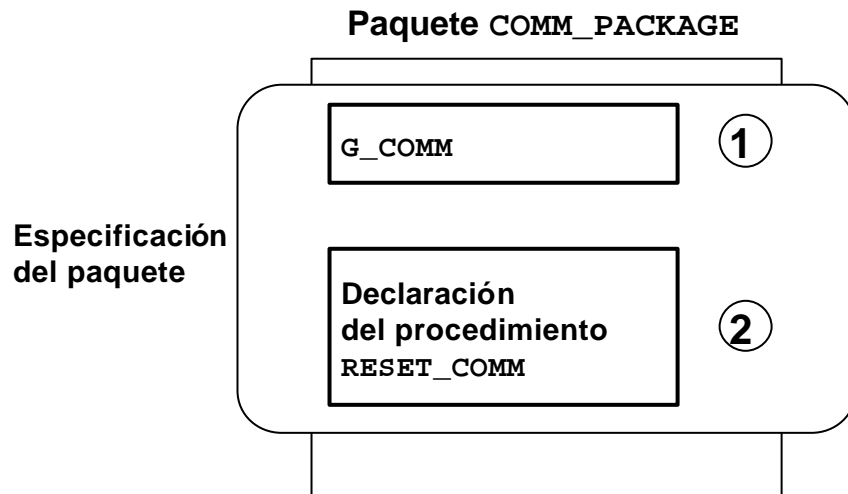 Paquete COMM_PACKAGE
G_COMM
1
Especificación
del paquete
Declaración
del procedimiento
RESET_COMM
2